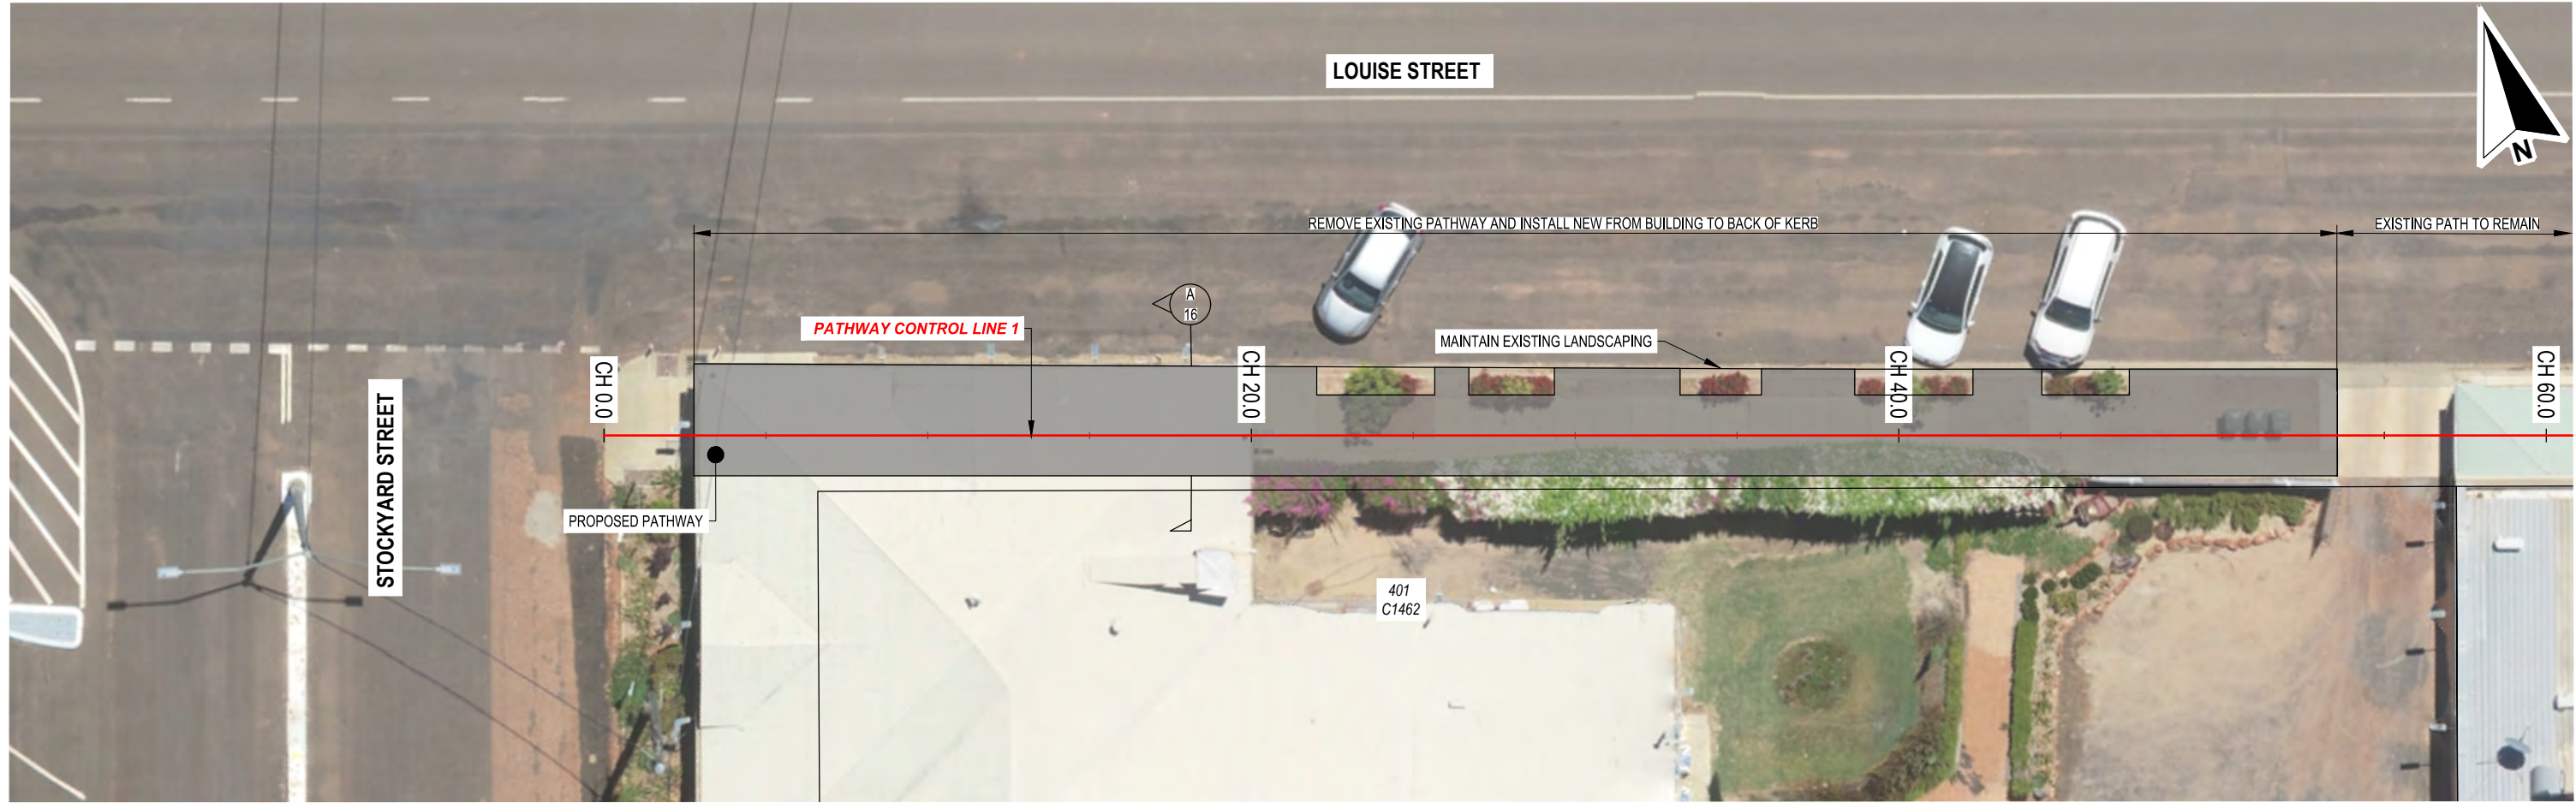 LOUISE STREET
N
REMOVE EXISTING PATHWAY AND INSTALL NEW FROM BUILDING TO BACK OF KERB
EXISTING PATH TO REMAIN
A
16
PATHWAY CONTROL LINE 1
MAINTAIN EXISTING LANDSCAPING
CH 0.0
CH 20.0
CH 40.0
CH 60.0
STOCKYARD STREET
PROPOSED PATHWAY
401
C1462